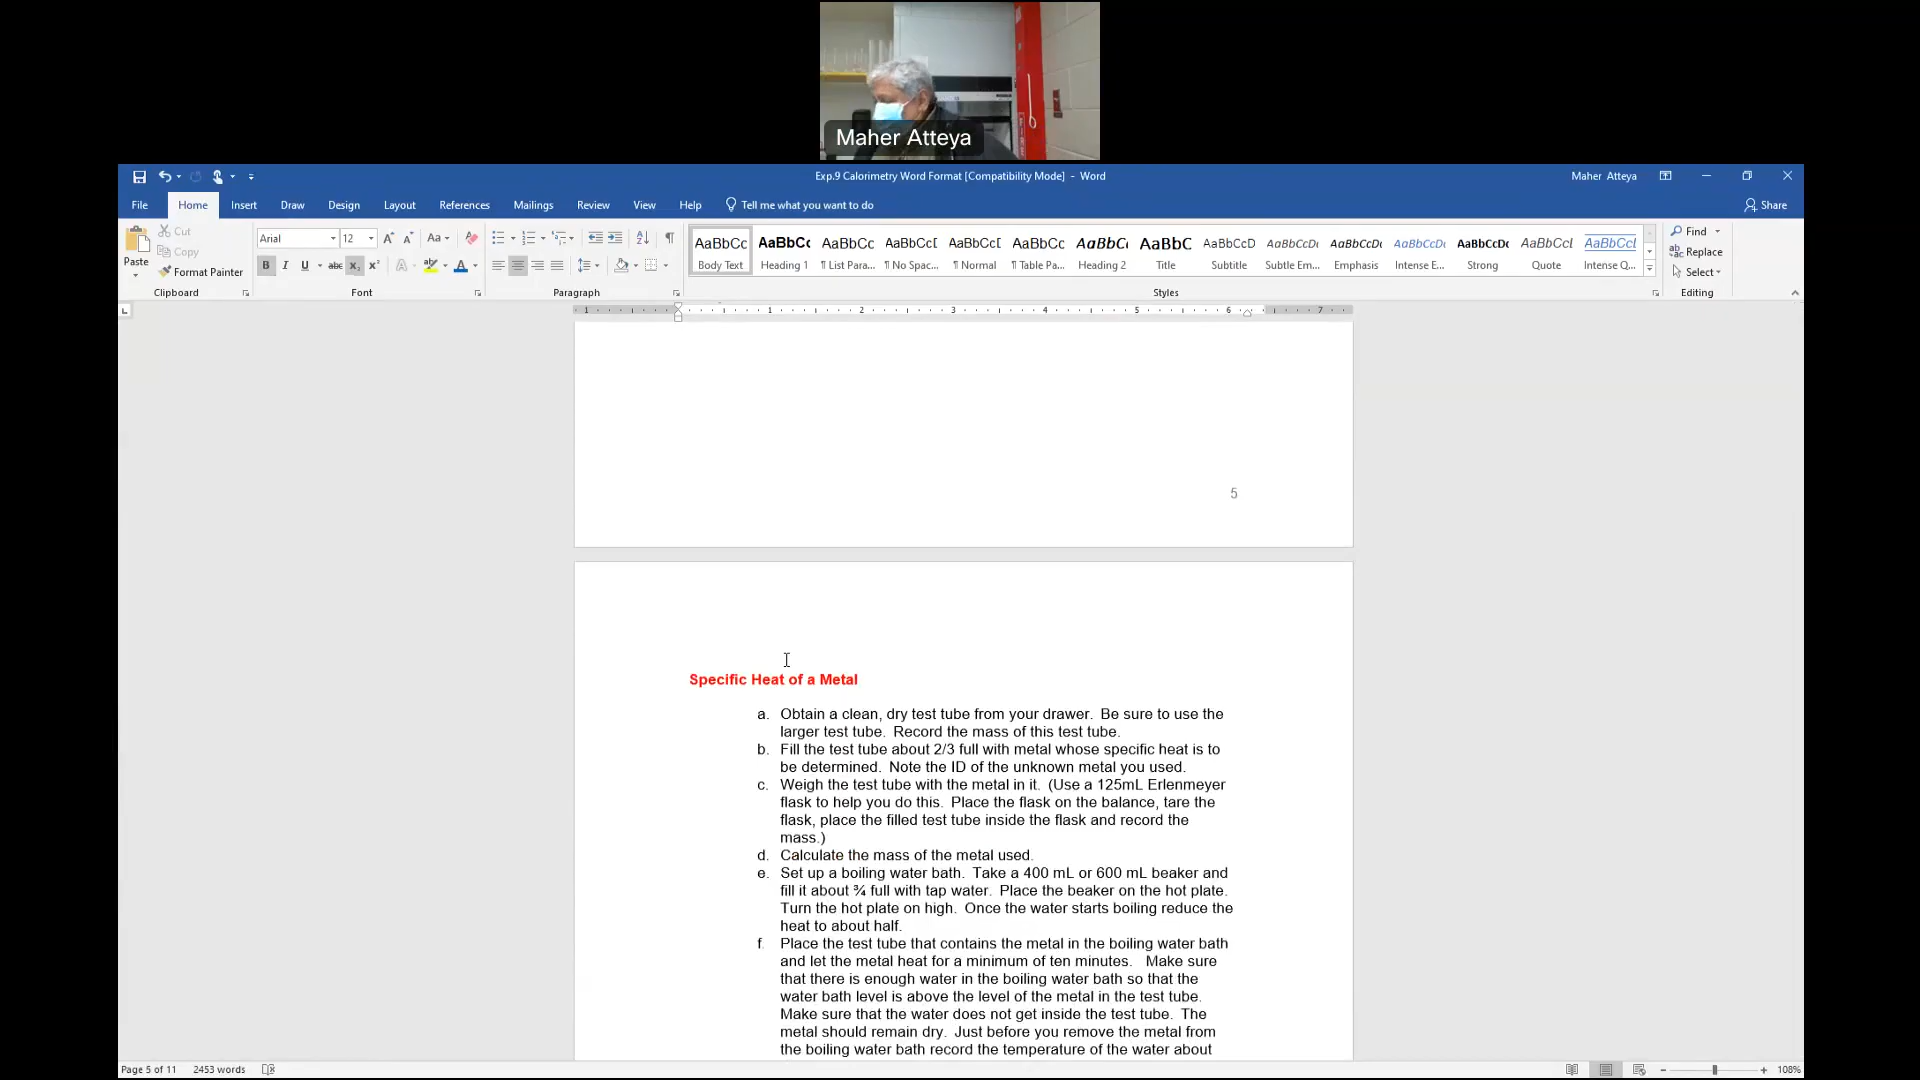 Maher Atteya
Exp.9 Calorimetry Word Format [Compatibility Mode] - Word
Maher Atteya
File Home Insert Draw Design Layout References Mailings Review View Help Tell me what you want to do Share
Paste
Cut
Copy
Format Painter
Clipboard
Arial 12
Font
Paragraph
AaBbCc AaBbCc AaBbCc AaBbCcD AaBbCcD AaBbCc AaBbCc AaBbC AaBbCcD AaBbCcDc AaBbCcDc AaBbCcDc AaBbCcDc AaBbCcD AaBbCcD
Body Text Heading 1 ¶ List Para... ¶ No Spac... ¶ Normal ¶ Table Pa... Heading 2 Title Subtitle Subtle Em... Emphasis Intense E... Strong Quote Intense Q...
Styles
Find
Replace
Select
Editing
1 1 2 3 4 5 6 7
5
Specific Heat of a Metal
a. Obtain a clean, dry test tube from your drawer. Be sure to use the
larger test tube. Record the mass of this test tube.
b. Fill the test tube about 2/3 full with metal whose specific heat is to
be determined. Note the ID of the unknown metal you used.
c. Weigh the test tube with the metal in it. (Use a 125mL Erlenmeyer
flask to help you do this. Place the flask on the balance, tare the
flask, place the filled test tube inside the flask and record the
mass.)
d. Calculate the mass of the metal used.
e. Set up a boiling water bath. Take a 400 mL or 600 mL beaker and
fill it about ¾ full with tap water. Place the beaker on the hot plate.
Turn the hot plate on high. Once the water starts boiling reduce the
heat to about half.
f. Place the test tube that contains the metal in the boiling water bath
and let the metal heat for a minimum of ten minutes. Make sure
that there is enough water in the boiling water bath so that the
water bath level is above the level of the metal in the test tube.
Make sure that the water does not get inside the test tube. The
metal should remain dry. Just before you remove the metal from
the boiling water bath record the temperature of the water about
Page 5 of 11 2453 words 108%